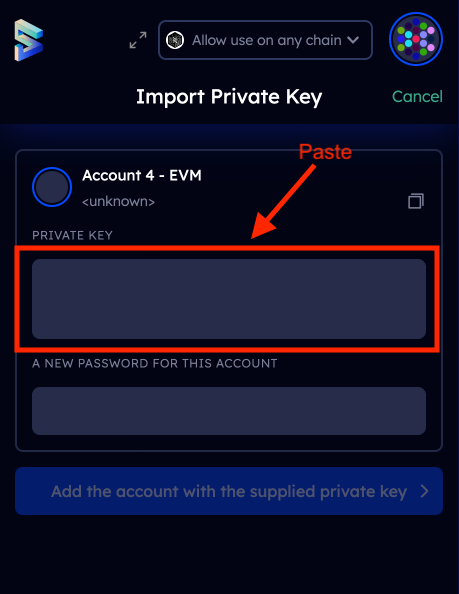 Allow use on any chain
Import Private Key
Cancel
Paste
Account 4 - EVM
<unknown>
PRIVATE KEY
A NEW PASSWORD FOR THIS ACCOUNT
Add the account with the supplied private key